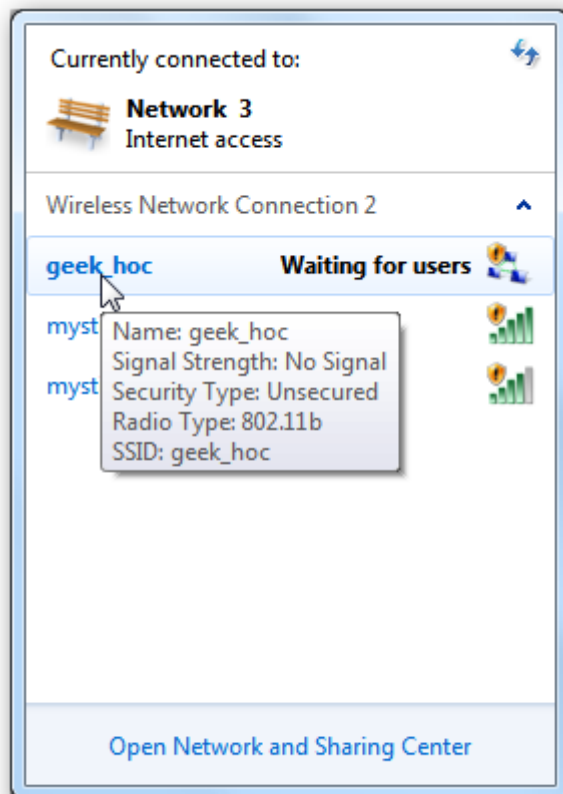 Currently connected to:
Network 3
Internet access
Wireless Network Connection 2
geek_hoc Waiting for users
myst
myst
Name: geek_hoc
Signal Strength: No Signal
Security Type: Unsecured
Radio Type: 802.11b
SSID: geek_hoc
Open Network and Sharing Center